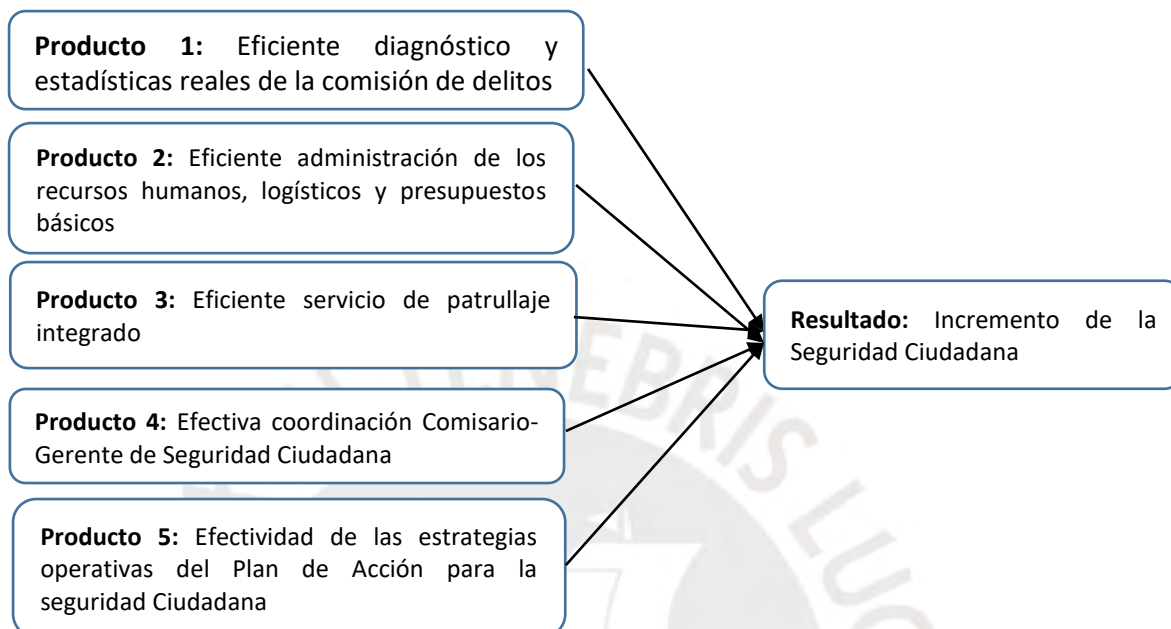 Producto 1: Eficiente diagnóstico y
estadísticas reales de la comisión de delitos
Producto 2: Eficiente administración de los
recursos humanos, logísticos y presupuestos
básicos
Producto 3: Eficiente servicio de patrullaje
integrado
Resultado: Incremento de la
Seguridad Ciudadana
Producto 4: Efectiva coordinación Comisario-
Gerente de Seguridad Ciudadana
Producto 5: Efectividad de las estrategias
operativas del Plan de Acción para la
seguridad Ciudadana
TENEBRIS